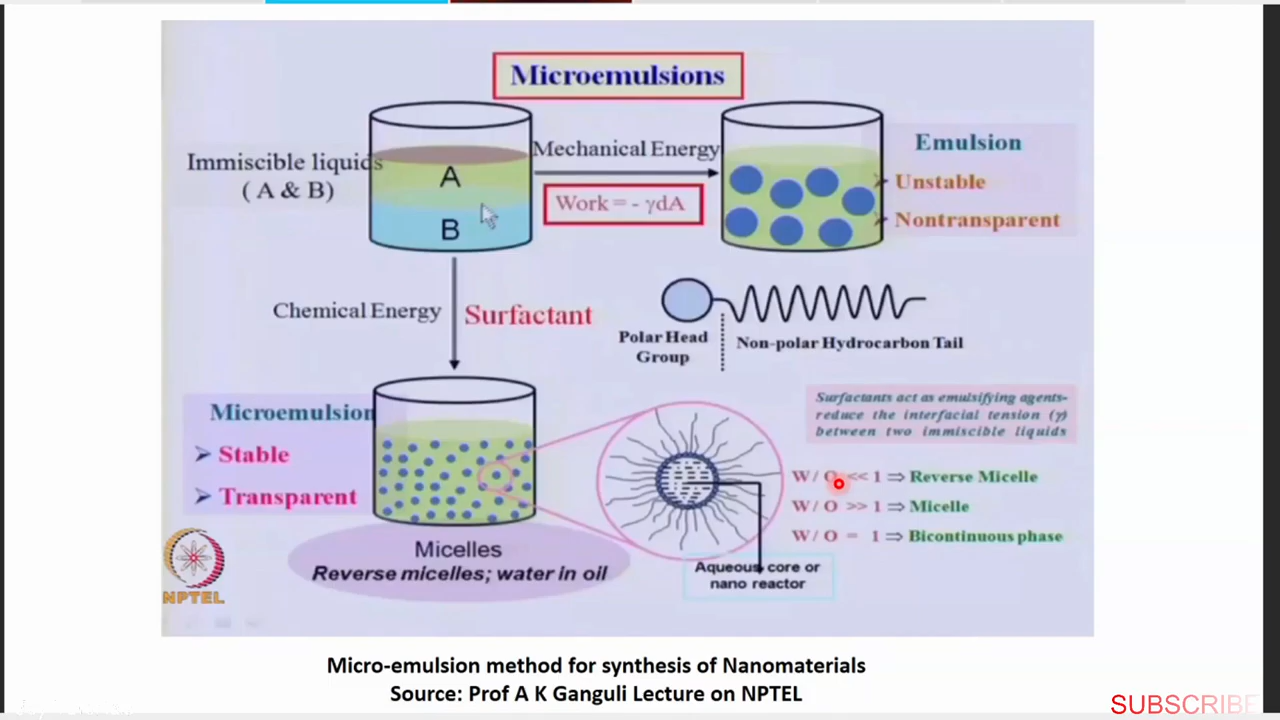 Microemulsions
Immiscible liquids
( A & B)
A
B
Mechanical Energy
Work = - γdA
Emulsion
➢ Unstable
➢ Nontransparent
Chemical Energy
Surfactant
Polar Head
Group
Non-polar Hydrocarbon Tail
Microemulsion
➢ Stable
➢ Transparent
Surfactants act as emulsifying agents-
reduce the interfacial tension (γ)
between two immiscible liquids
W / O << 1 ⇒ Reverse Micelle
W / O >> 1 ⇒ Micelle
W / O = 1 ⇒ Bicontinuous phase
Micelles
Reverse micelles; water in oil
Aqueous core or
nano reactor
NPTEL
Micro-emulsion method for synthesis of Nanomaterials
Source: Prof A K Ganguli Lecture on NPTEL
SUBSCRIBE